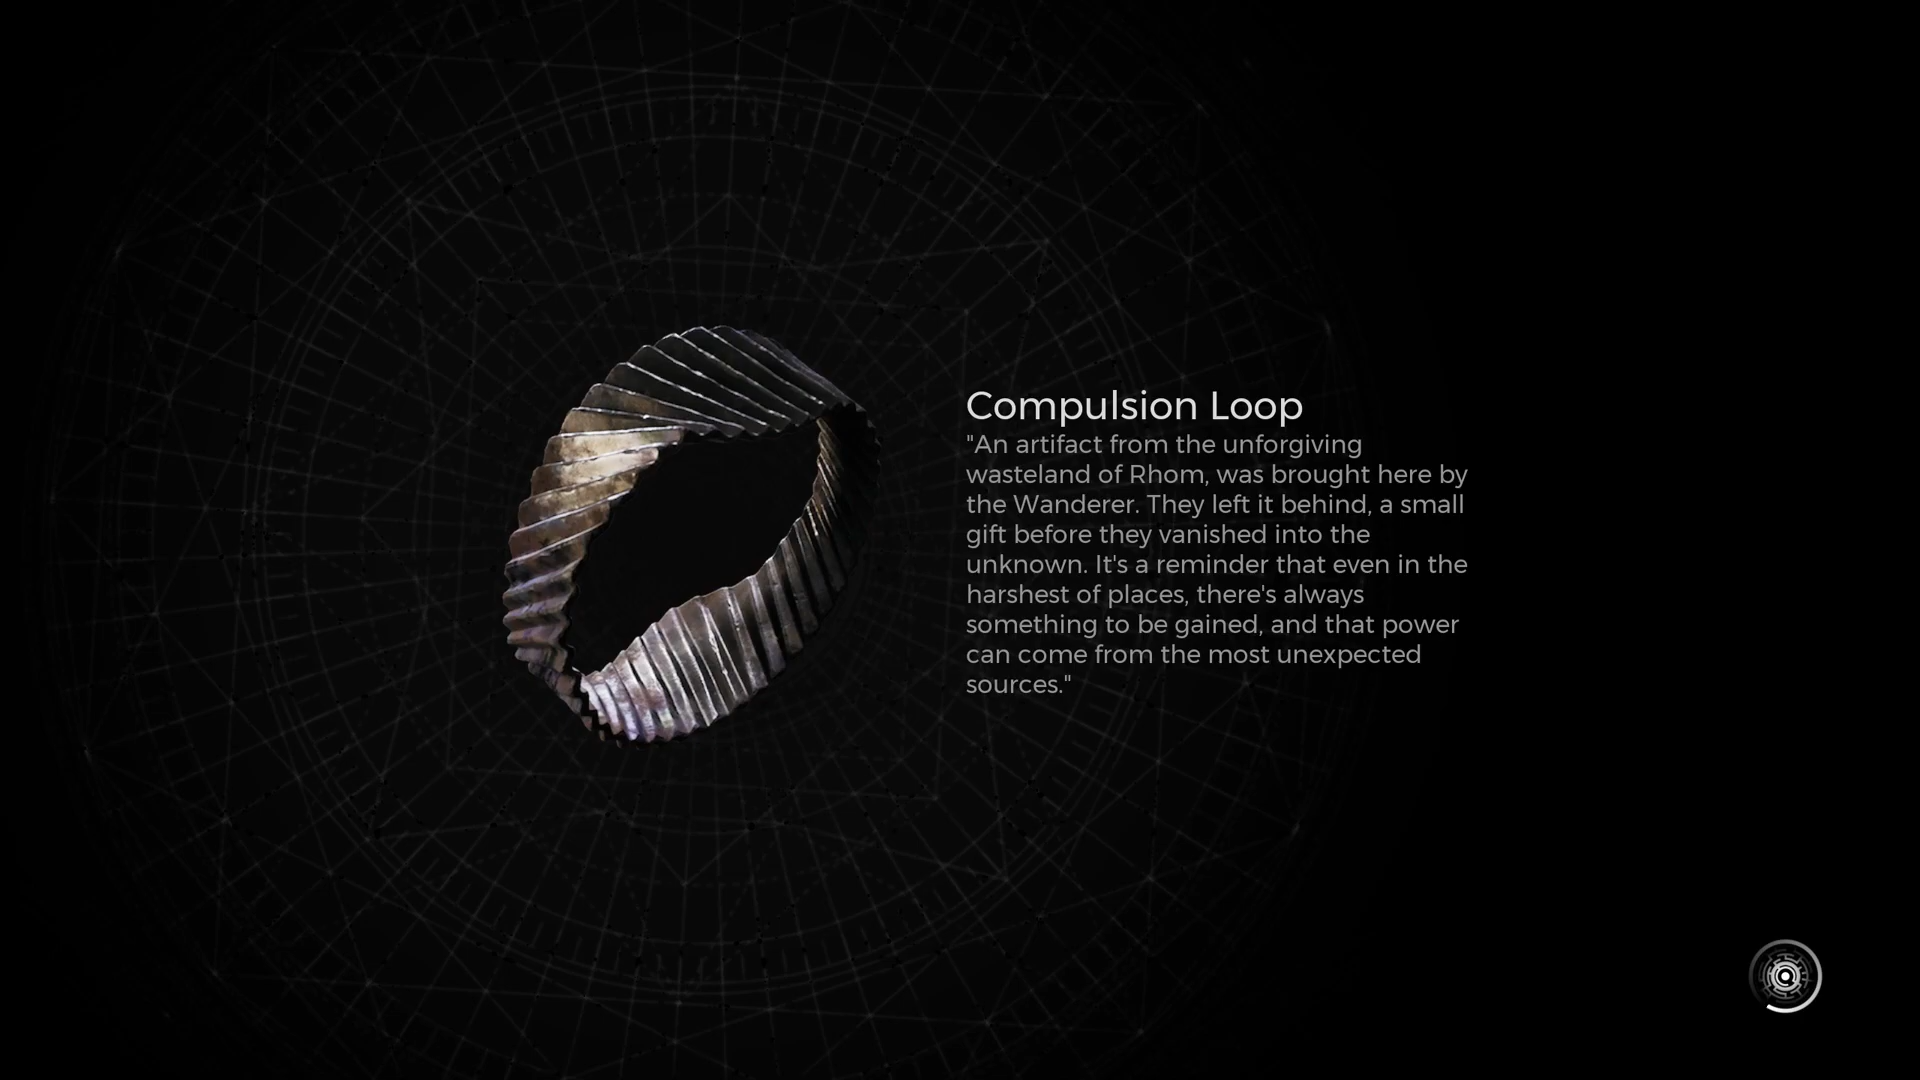 Compulsion Loop
"An artifact from the unforgiving
wasteland of Rhom, was brought here by
the Wanderer. They left it behind, a small
gift before they vanished into the
unknown. It's a reminder that even in the
harshest of places, there's always
something to be gained, and that power
can come from the most unexpected
sources."